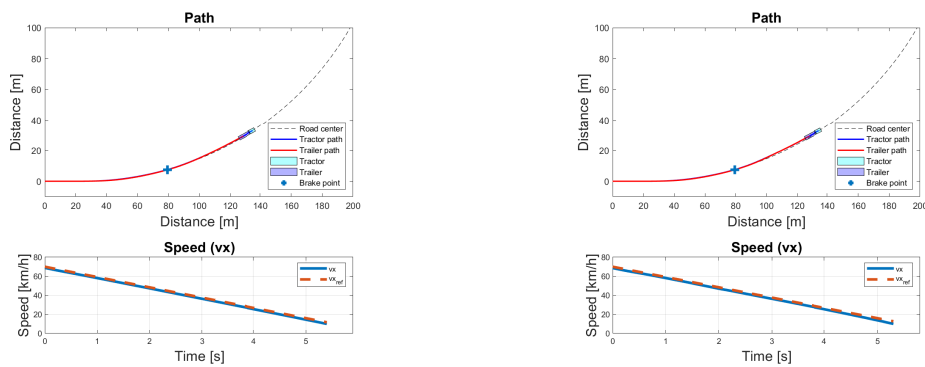 Path
Distance [m]
100
80
60
40
20
0
Road center
Tractor path
Trailer path
Tractor
Trailer
Brake point
0 20 40 60 80 100 120 140 160 180 200
Distance [m]
Speed (vx)
Speed [km/h]
80
60
40
20
0
vx
vx_ref
0 1 2 3 4 5
Time [s]
Path
Distance [m]
100
80
60
40
20
0
Road center
Tractor path
Trailer path
Tractor
Trailer
Brake point
0 20 40 60 80 100 120 140 160 180 200
Distance [m]
Speed (vx)
Speed [km/h]
80
60
40
20
0
vx
vx_ref
0 1 2 3 4 5
Time [s]